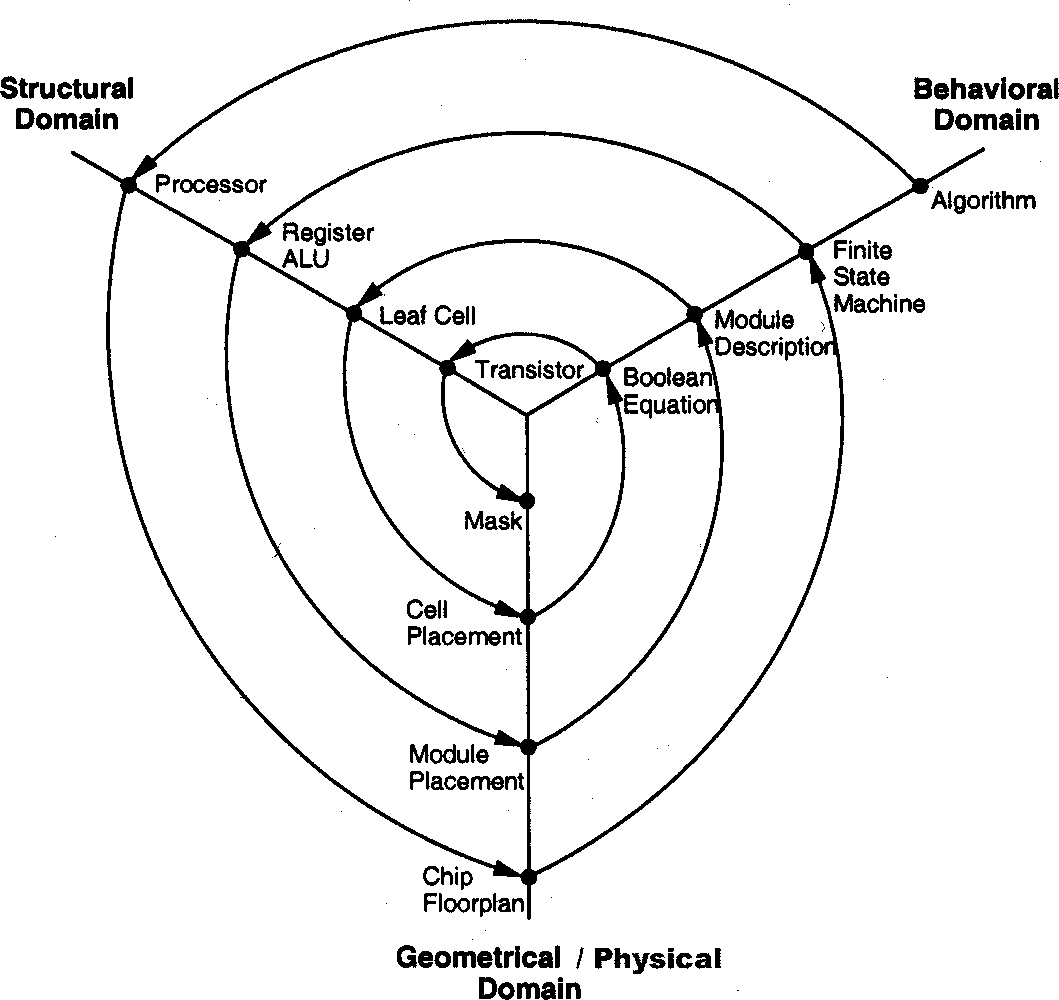 Structural
Domain
Behavioral
Domain
Processor
Algorithm
Register
ALU
Finite
State
Machine
Leaf Cell
Module
Description
Transistor
Boolean
Equation
Mask
Cell
Placement
Module
Placement
Chip
Floorplan
Geometrical / Physical
Domain